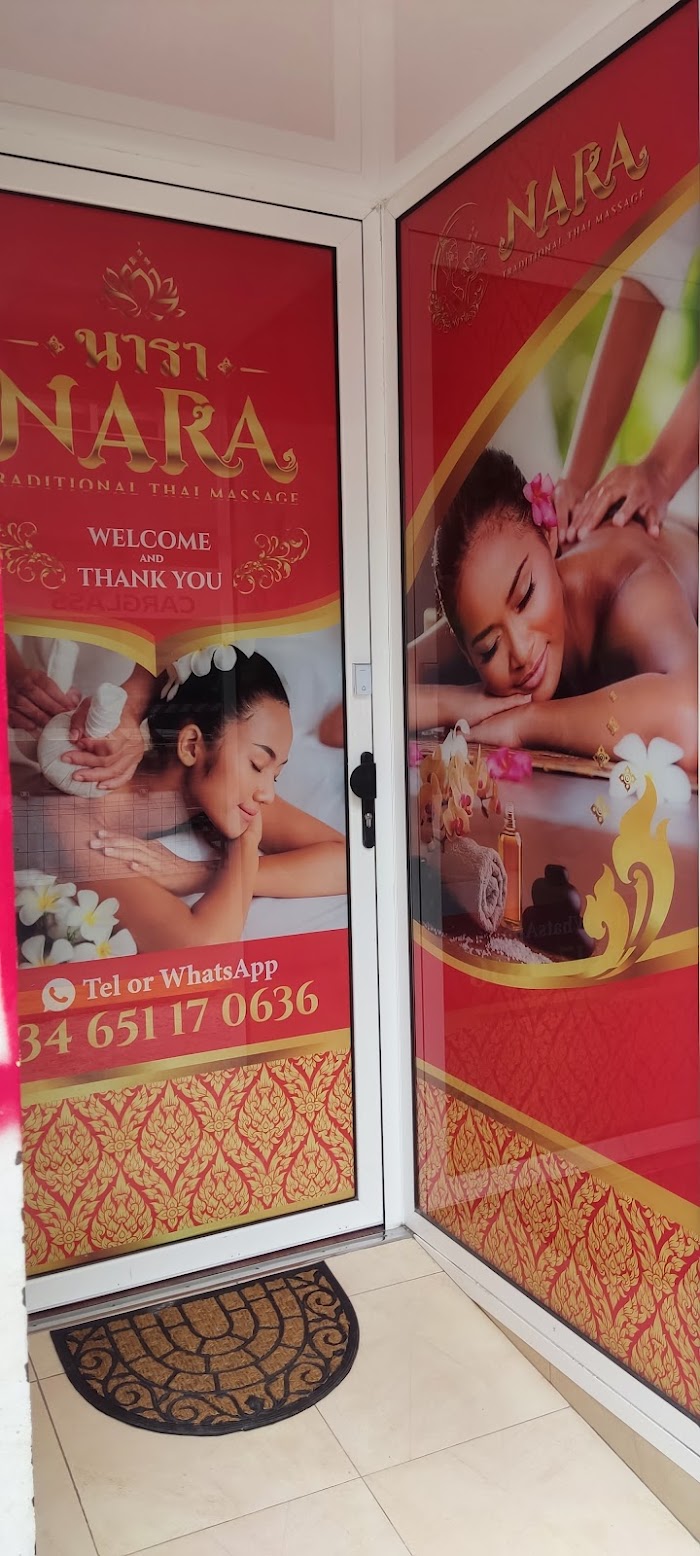 นารา
NARA
TRADITIONAL THAI MASSAGE
WELCOME
AND
THANK YOU
CARGLASS
Tel or WhatsApp
34 651 17 0636
NARA
TRADITIONAL THAI MASSAGE